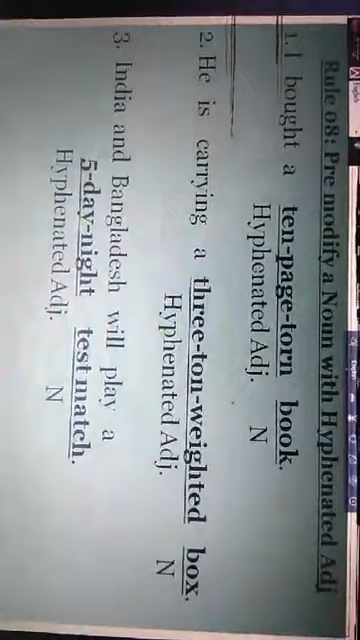 Rule 08: Pre modify a Noun with Hyphenated Adj
1. I bought a ten-page-torn book.
Hyphenated Adj. N
2. He is carrying a three-ton-weighted box.
Hyphenated Adj. N
3. India and Bangladesh will play a
5-day-night test match.
Hyphenated Adj. N